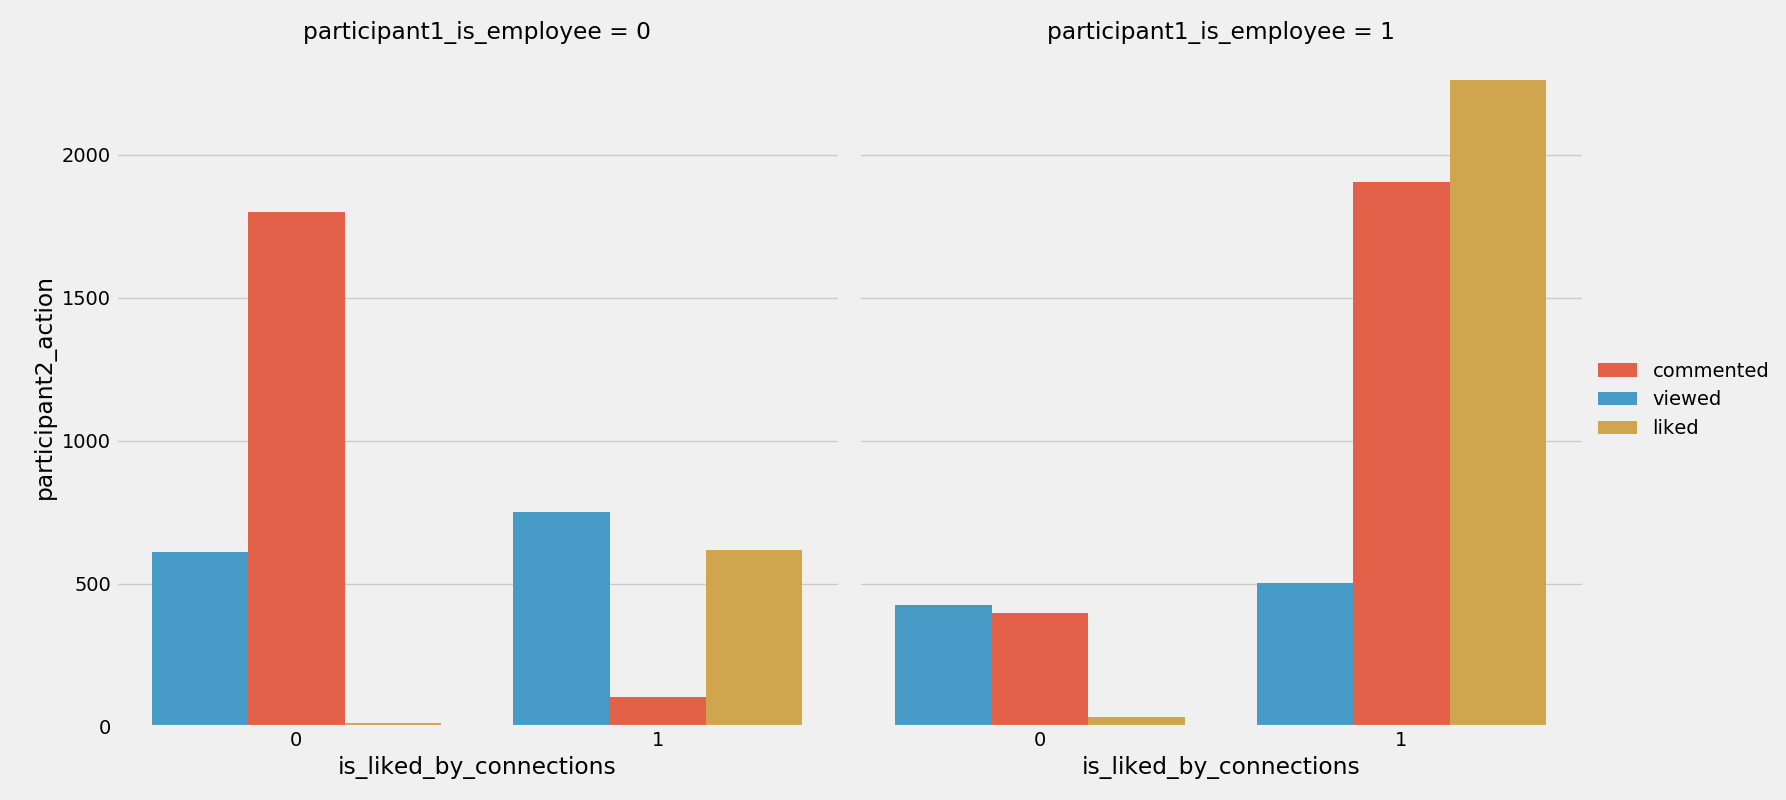 participant1_is_employee = 0
participant1_is_employee = 1
participant2_action
2000
1500
1000
500
0
0
1
0
1
is_liked_by_connections
is_liked_by_connections
commented
viewed
liked